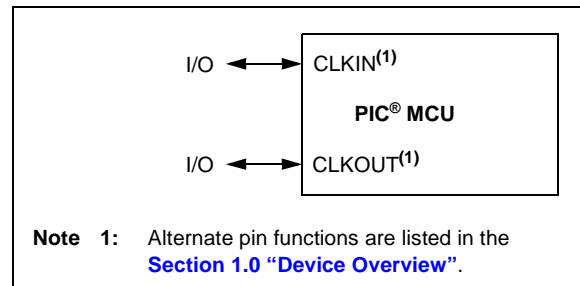 I/O CLKIN(1)
PIC® MCU
I/O CLKOUT(1)
Note 1: Alternate pin functions are listed in the
Section 1.0 “Device Overview”.